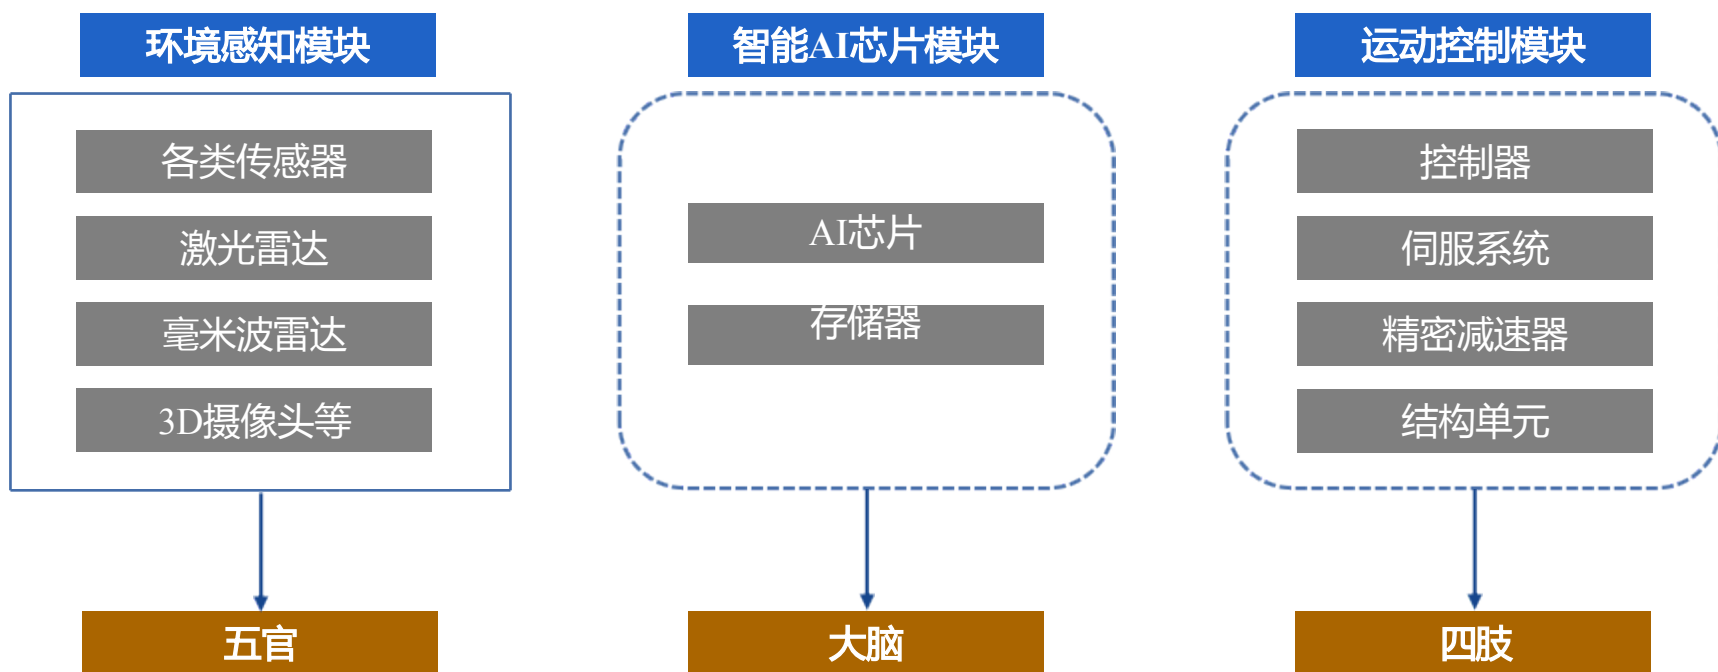 环境感知模块
各类传感器
激光雷达
毫米波雷达
3D摄像头等
五官
智能AI芯片模块
AI芯片
存储器
大脑
运动控制模块
控制器
伺服系统
精密减速器
结构单元
四肢